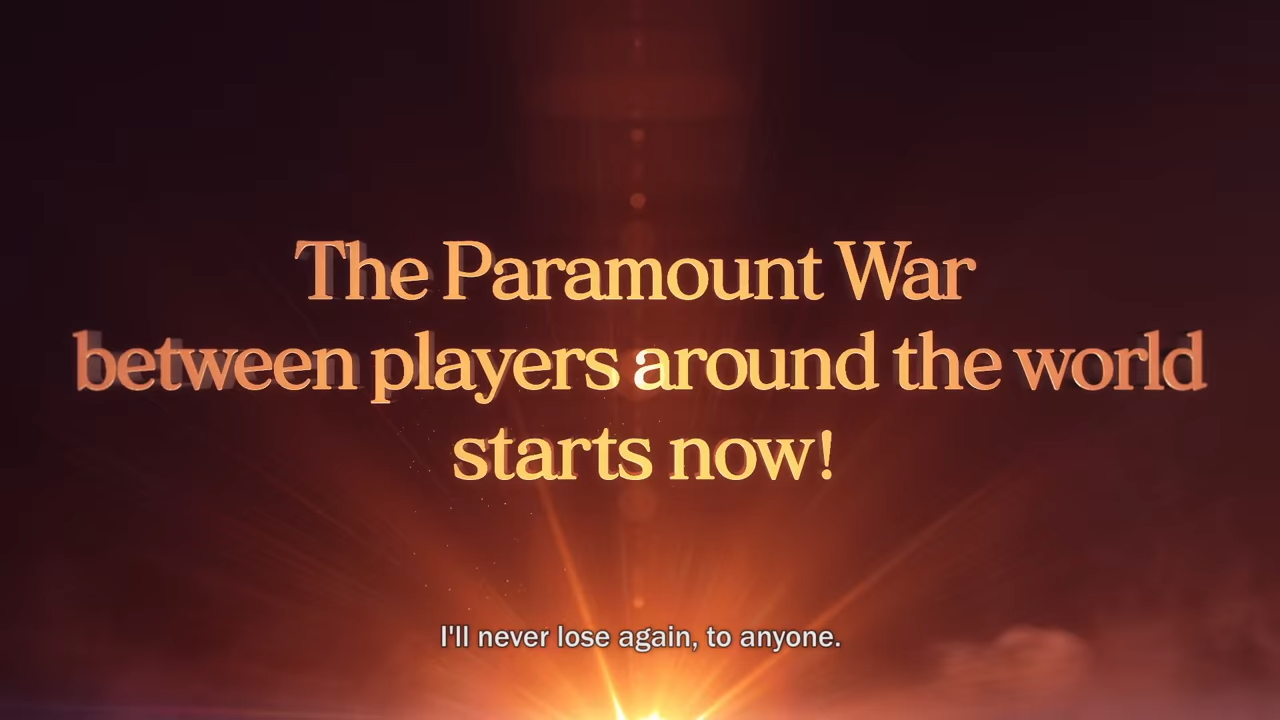 The Paramount War
between players around the world
starts now!
I'll never lose again, to anyone.